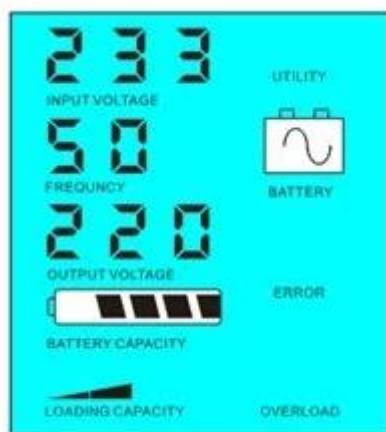 233
UTILITY
INPUT VOLTAGE
50
FREQUNCY
BATTERY
220
OUTPUT VOLTAGE
ERROR
BATTERY CAPACITY
LOADING CAPACITY
OVERLOAD